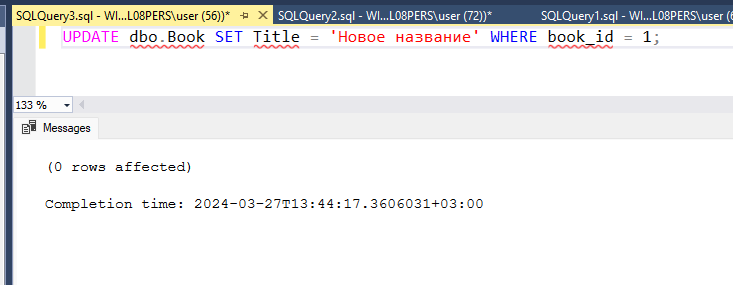 SQLQuery3.sql - WI...L08PERS\user (56))* SQLQuery2.sql - WI...L08PERS\user (72))* SQLQuery1.sql - WI...L08PERS\user (6
UPDATE dbo.Book SET Title = 'Новое название' WHERE book_id = 1;
133 %
Messages
(0 rows affected)
Completion time: 2024-03-27T13:44:17.3606031+03:00